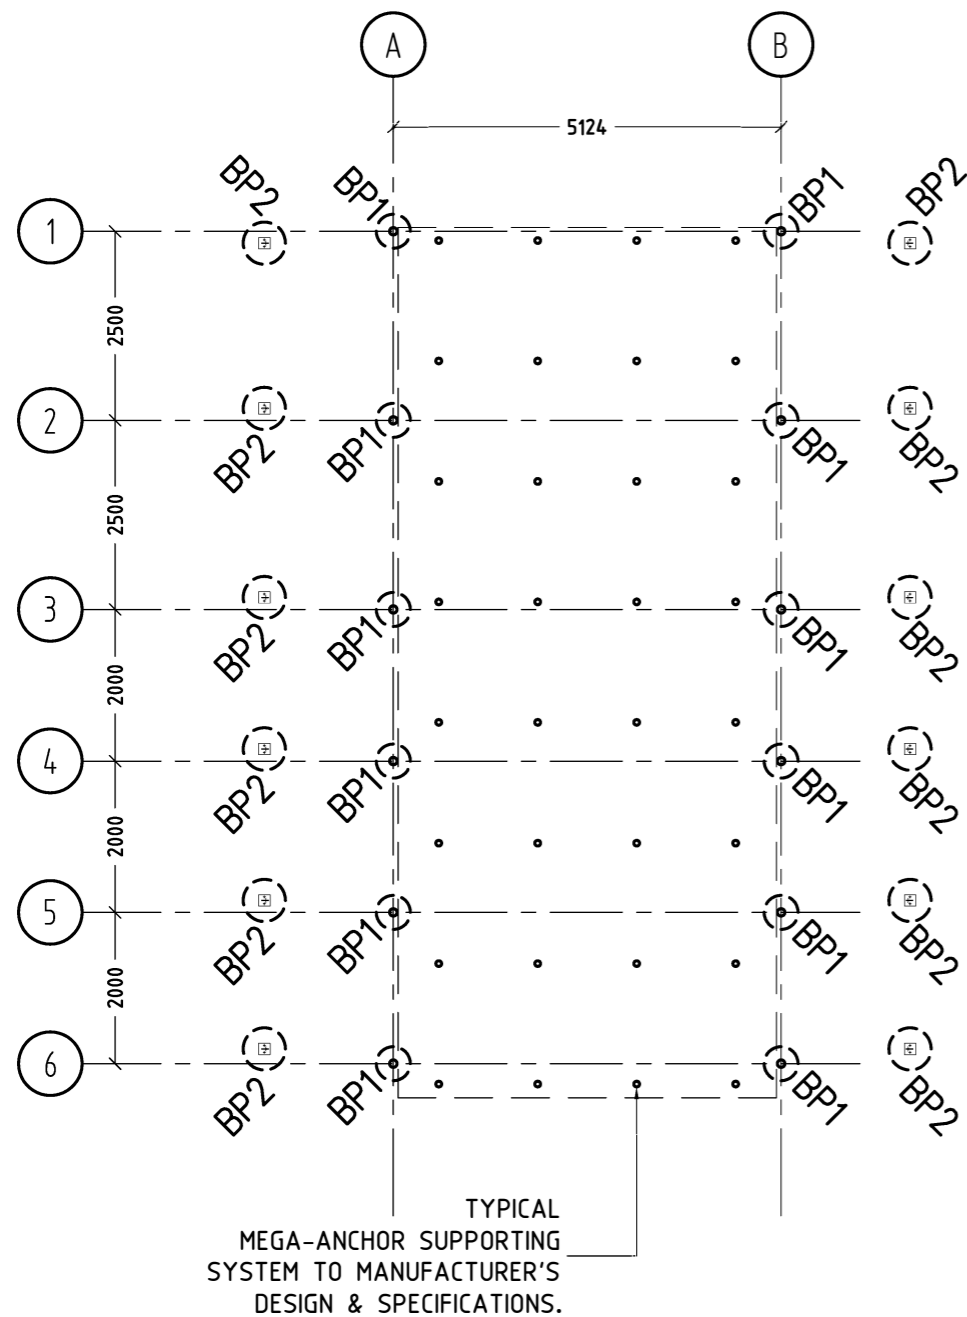 A
B
5124
BP2
BP1
BP1
BP2
1
2500
2
BP2
BP1
BP1
BP2
2500
3
BP2
BP1
BP1
BP2
2000
4
BP2
BP1
BP1
BP2
2000
5
BP2
BP1
BP1
BP2
2000
6
BP2
BP1
BP1
BP2
TYPICAL
MEGA-ANCHOR SUPPORTING
SYSTEM TO MANUFACTURER'S
DESIGN & SPECIFICATIONS.